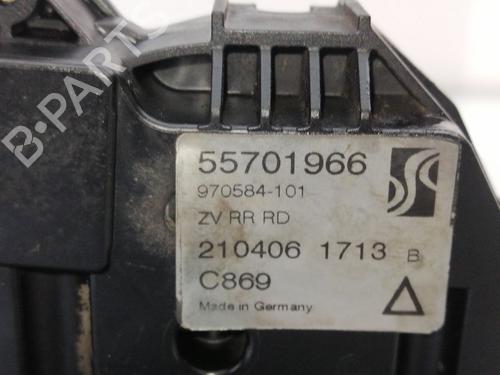 B-PARTS
55701966
970584-101
ZV RR RD
210406 1713 B
C869
Made in Germany